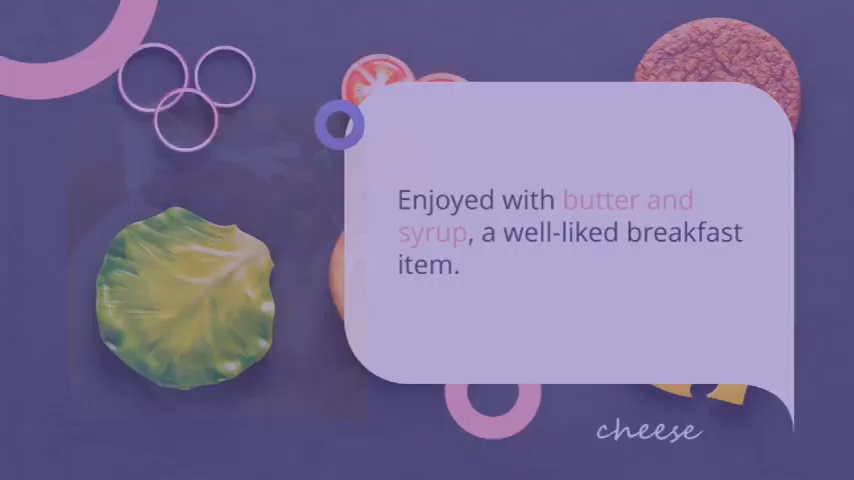 Enjoyed with butter and
syrup, a well-liked breakfast
item.
cheese